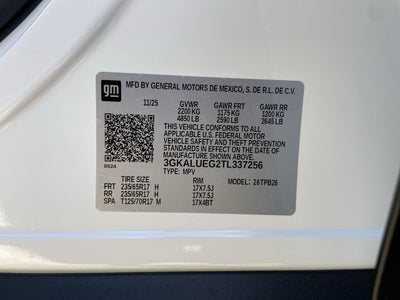 gm
MFD BY GENERAL MOTORS DE MEXICO, S. DE R.L. DE C.V.
11/25 GVWR GAWR FRT GAWR RR
2200 KG 1175 KG 1200 KG
4850 LB 2590 LB 2645 LB
THIS VEHICLE CONFORMS TO ALL
APPLICABLE U.S. FEDERAL MOTOR
VEHICLE SAFETY AND THEFT PREVENTION
STANDARDS IN EFFECT ON THE DATE OF
MANUFACTURE SHOWN ABOVE.
8624 3GKALUEG2TL337256
TYPE: MPV
TIRE SIZE RIM MODEL: 26TPB26
FRT 235/65R17 H 17X7.5J
RR 235/65R17 H 17X7.5J
SPA T125/70R17 M 17X4BT